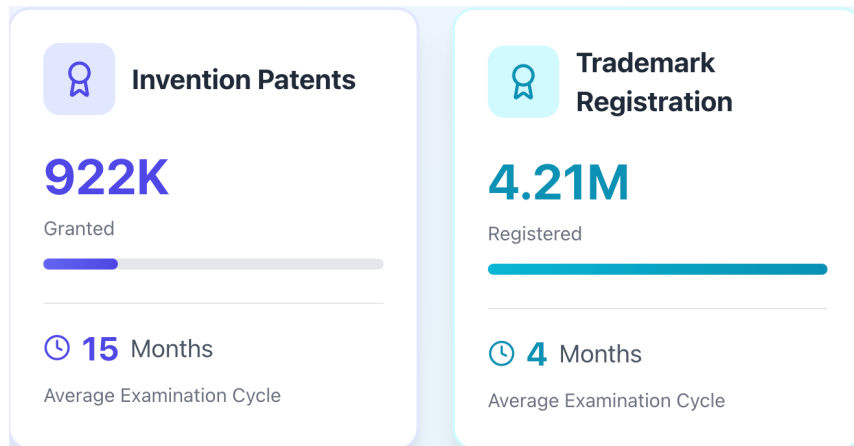 Invention Patents
922K
Granted
15 Months
Average Examination Cycle
Trademark
Registration
4.21M
Registered
4 Months
Average Examination Cycle